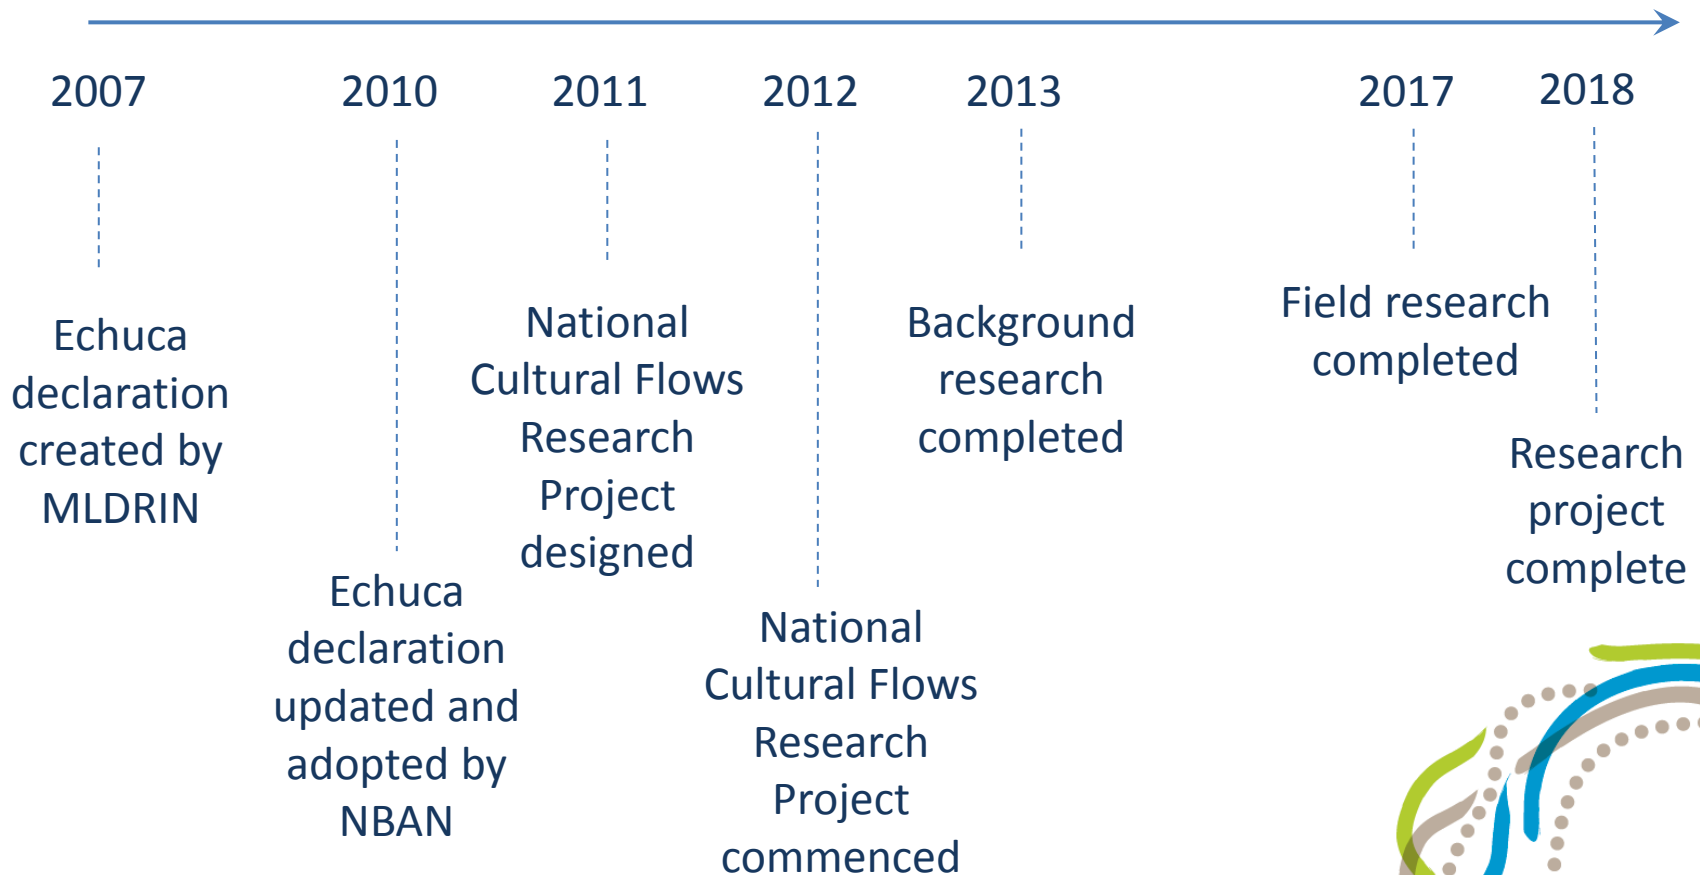 2007
2010
2011
2012
2013
2017
2018
Echuca
declaration
created by
MLDRIN
Echuca
declaration
updated and
adopted by
NBAN
National
Cultural Flows
Research
Project
designed
National
Cultural Flows
Research
Project
commenced
Background
research
completed
Field research
completed
Research
project
complete